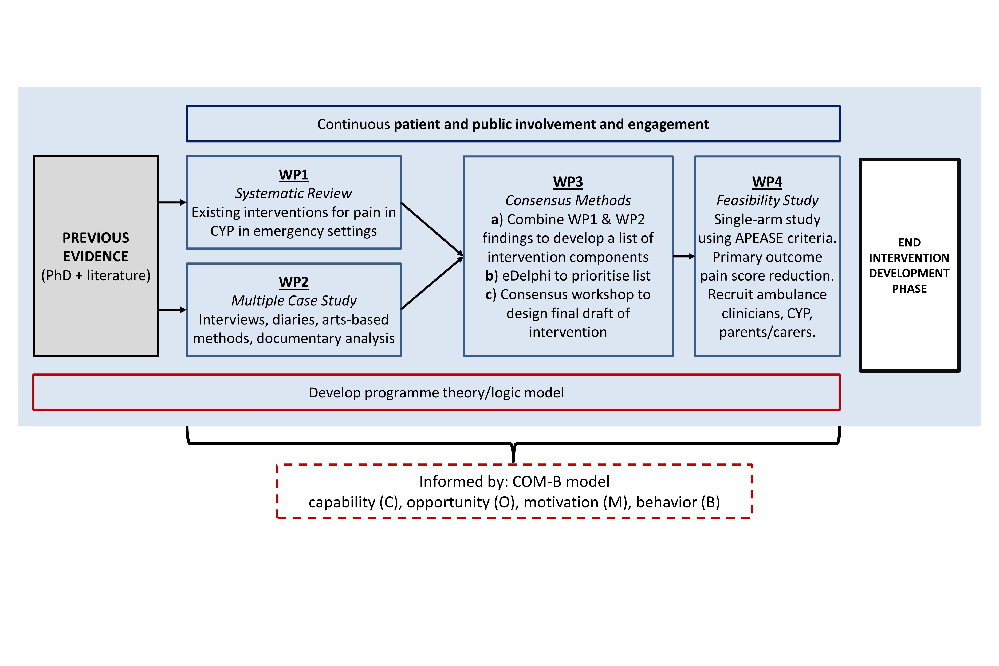 Continuous patient and public involvement and engagement
PREVIOUS
EVIDENCE
(PhD + literature)
WP1
Systematic Review
Existing interventions for pain in
CYP in emergency settings
WP2
Multiple Case Study
Interviews, diaries, arts-based
methods, documentary analysis
WP3
Consensus Methods
a) Combine WP1 & WP2
findings to develop a list of
intervention components
b) eDelphi to prioritise list
c) Consensus workshop to
design final draft of
intervention
WP4
Feasibility Study
Single-arm study
using APEASE criteria.
Primary outcome
pain score reduction.
Recruit ambulance
clinicians, CYP,
parents/carers.
END
INTERVENTION
DEVELOPMENT
PHASE
Develop programme theory/logic model
Informed by: COM-B model
capability (C), opportunity (O), motivation (M), behavior (B)